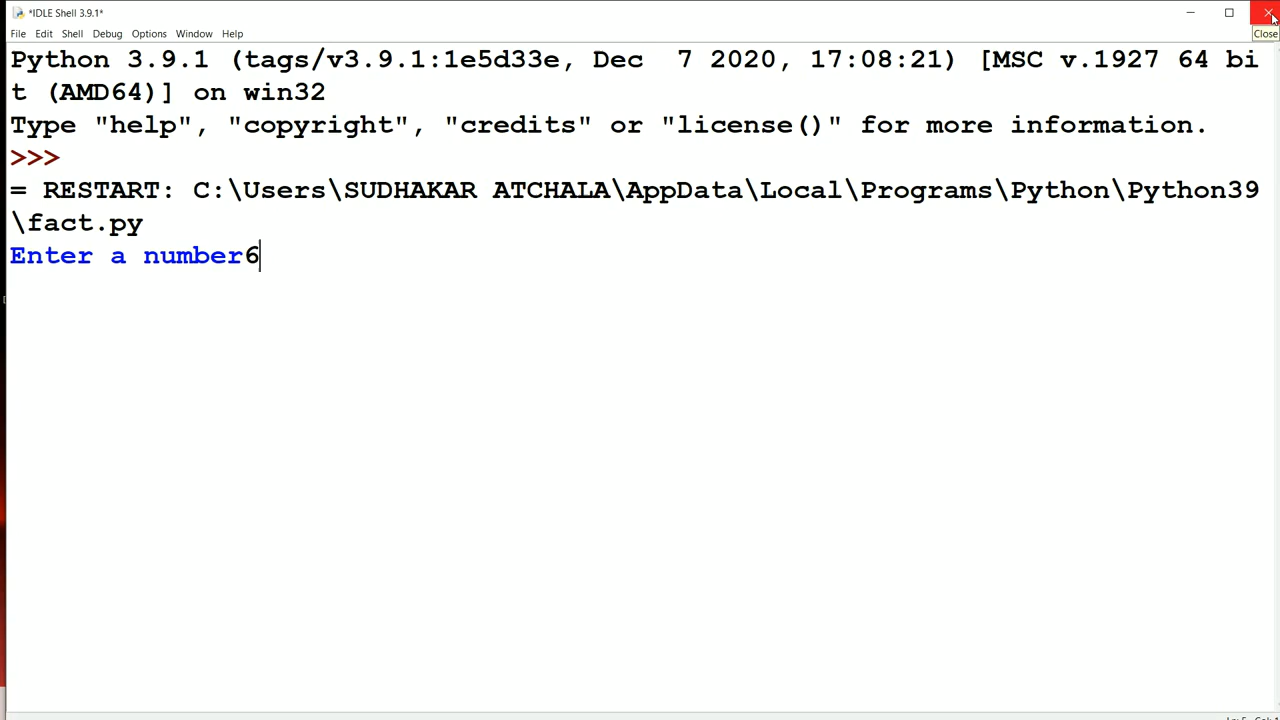 *IDLE Shell 3.9.1*
File Edit Shell Debug Options Window Help
Close
Python 3.9.1 (tags/v3.9.1:1e5d33e, Dec  7 2020, 17:08:21) [MSC v.1927 64 bi
t (AMD64)] on win32
Type "help", "copyright", "credits" or "license()" for more information.
>>>
= RESTART: C:\Users\SUDHAKAR ATCHALA\AppData\Local\Programs\Python\Python39
\fact.py
Enter a number6